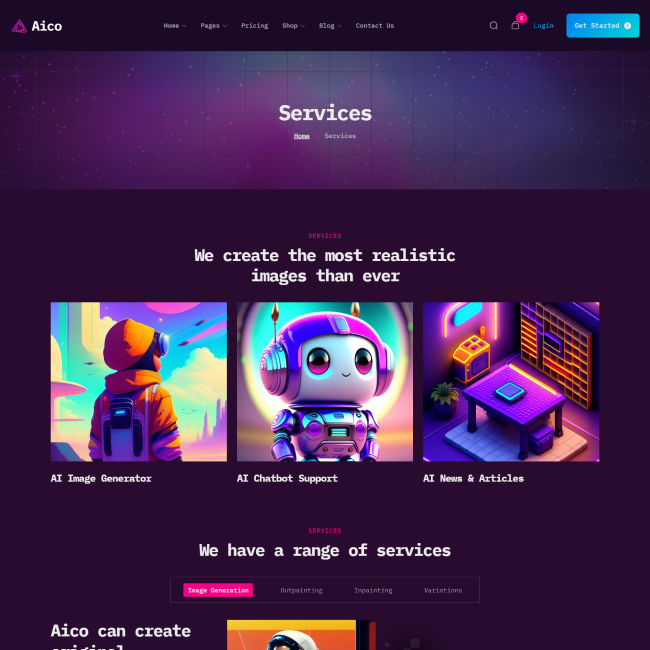 Aico
Home Pages Pricing Shop Blog Contact Us
2
Login
Get Started
Services
Home Services
SERVICES
We create the most realistic
images than ever
AI Image Generator
AI Chatbot Support
AI News & Articles
SERVICES
We have a range of services
Image Generation Outpainting Inpainting Variations
Aico can create
original